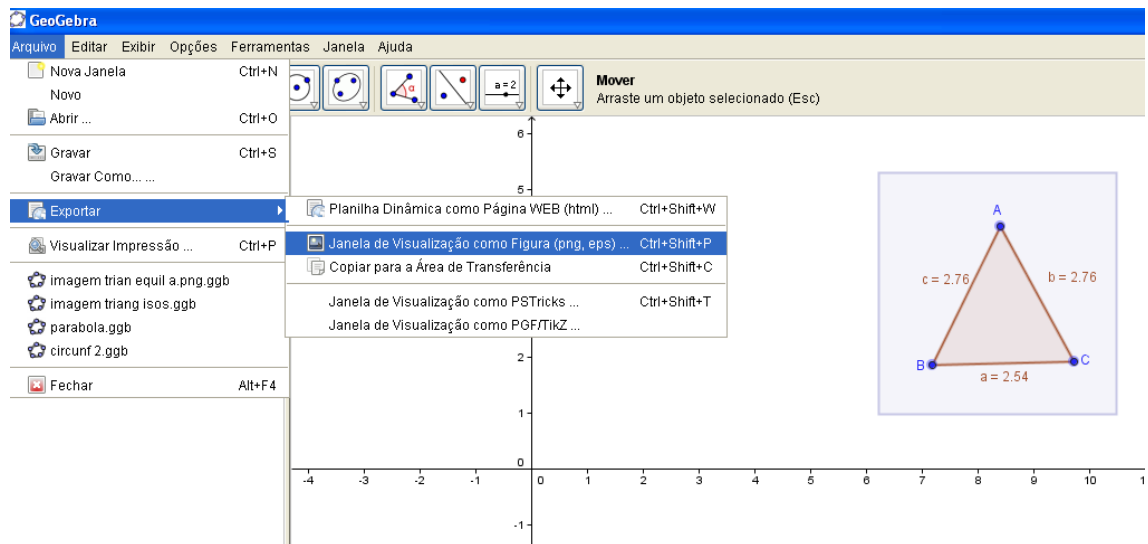 GeoGebra
Arquivo Editar Exibir Opções Ferramentas Janela Ajuda
Nova Janela Ctrl+N
Novo
Abrir ... Ctrl+O
Gravar Ctrl+S
Gravar Como... ...
Exportar
Visualizar Impressão ... Ctrl+P
imagem trian equil a.png.ggb
imagem triang isos.ggb
parabola.ggb
circunf 2.ggb
Fechar Alt+F4
α
a = 2
Mover
Arraste um objeto selecionado (Esc)
Planilha Dinâmica como Página WEB (html) ... Ctrl+Shift+W
Janela de Visualização como Figura (png, eps) ... Ctrl+Shift+P
Copiar para a Área de Transferência Ctrl+Shift+C
Janela de Visualização como PSTricks ... Ctrl+Shift+T
Janela de Visualização como PGF/TikZ ...
6
5
2
1
0
-1
-4 -3 -2 -1 0 1 2 3 4 5 6 7 8 9 10 1
A
c = 2.76 b = 2.76
B C
a = 2.54